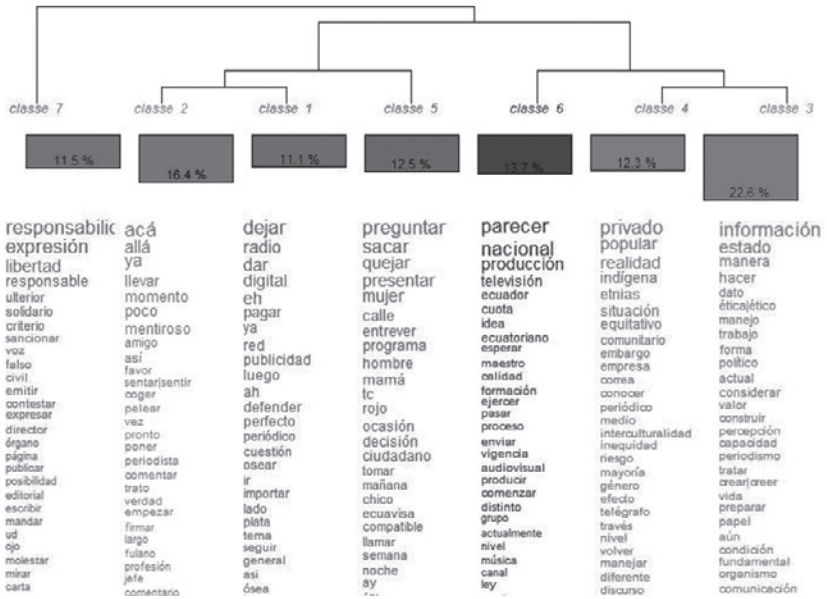 classe 7
classe 2
classe 1
classe 5
classe 6
classe 4
classe 3
11.5 %
16.4 %
11.1 %
12.5 %
13.7 %
12.3 %
22.6 %
responsabilic
expresión
libertad
responsable
ulterior
solidario
criterio
sancionar
voz
falso
civil
emitir
contestar
expresar
director
órgano
página
publicar
posibilidad
editorial
escribir
mandar
ud
ojo
molestar
mirar
carta
acá
allá
ya
llevar
momento
poco
mentiroso
amigo
así
favor
sentar|sentir
coger
pelear
vez
pronto
poner
periodista
comentar
trato
verdad
empezar
firmar
largo
fulano
profesión
jefe
comentario
dejar
radio
dar
digital
eh
pagar
ya
red
publicidad
luego
ah
defender
perfecto
periódico
cuestión
osear
ir
importar
lado
plata
tema
seguir
general
asi
ósea
preguntar
sacar
quejar
presentar
mujer
calle
entrever
programa
hombre
mamá
tc
rojo
ocasión
decisión
ciudadano
tomar
mañana
chico
ecuavisa
compatible
llamar
semana
noche
ay
parecer
nacional
producción
televisión
ecuador
cuota
idea
ecuatoriano
esperar
maestro
calidad
formación
ejercer
pasar
proceso
enviar
vigencia
audiovisual
producir
comenzar
distinto
grupo
actualmente
nivel
música
canal
ley
privado
popular
realidad
indígena
etnias
situación
equitativo
comunitario
embargo
empresa
correa
conocer
periódico
medio
interculturalidad
inequidad
riesgo
mayoría
género
efecto
telégrafo
través
nivel
volver
manejar
diferente
discurso
información
estado
manera
hacer
dato
ética|ético
manejo
trabajo
forma
político
actual
considerar
valor
construir
percepción
capacidad
periodismo
tratar
crear|creer
vida
preparar
papel
aún
condición
fundamental
organismo
comunicación